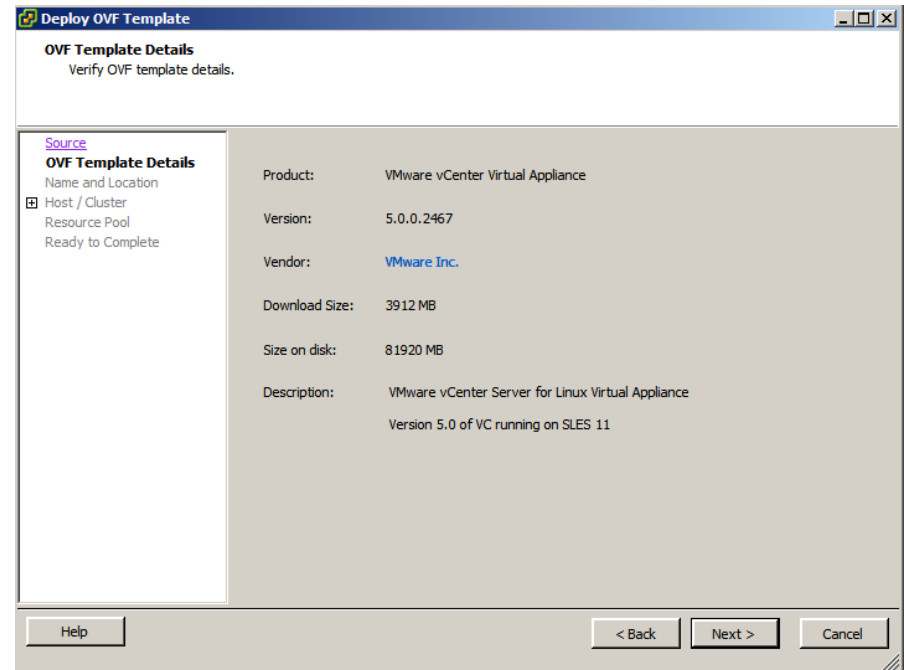 Deploy OVF Template
OVF Template Details
Verify OVF template details.
Source
OVF Template Details
Name and Location
Host / Cluster
Resource Pool
Ready to Complete
Product: VMware vCenter Virtual Appliance
Version: 5.0.0.2467
Vendor: VMware Inc.
Download Size: 3912 MB
Size on disk: 81920 MB
Description: VMware vCenter Server for Linux Virtual Appliance
Version 5.0 of VC running on SLES 11
Help < Back Next > Cancel